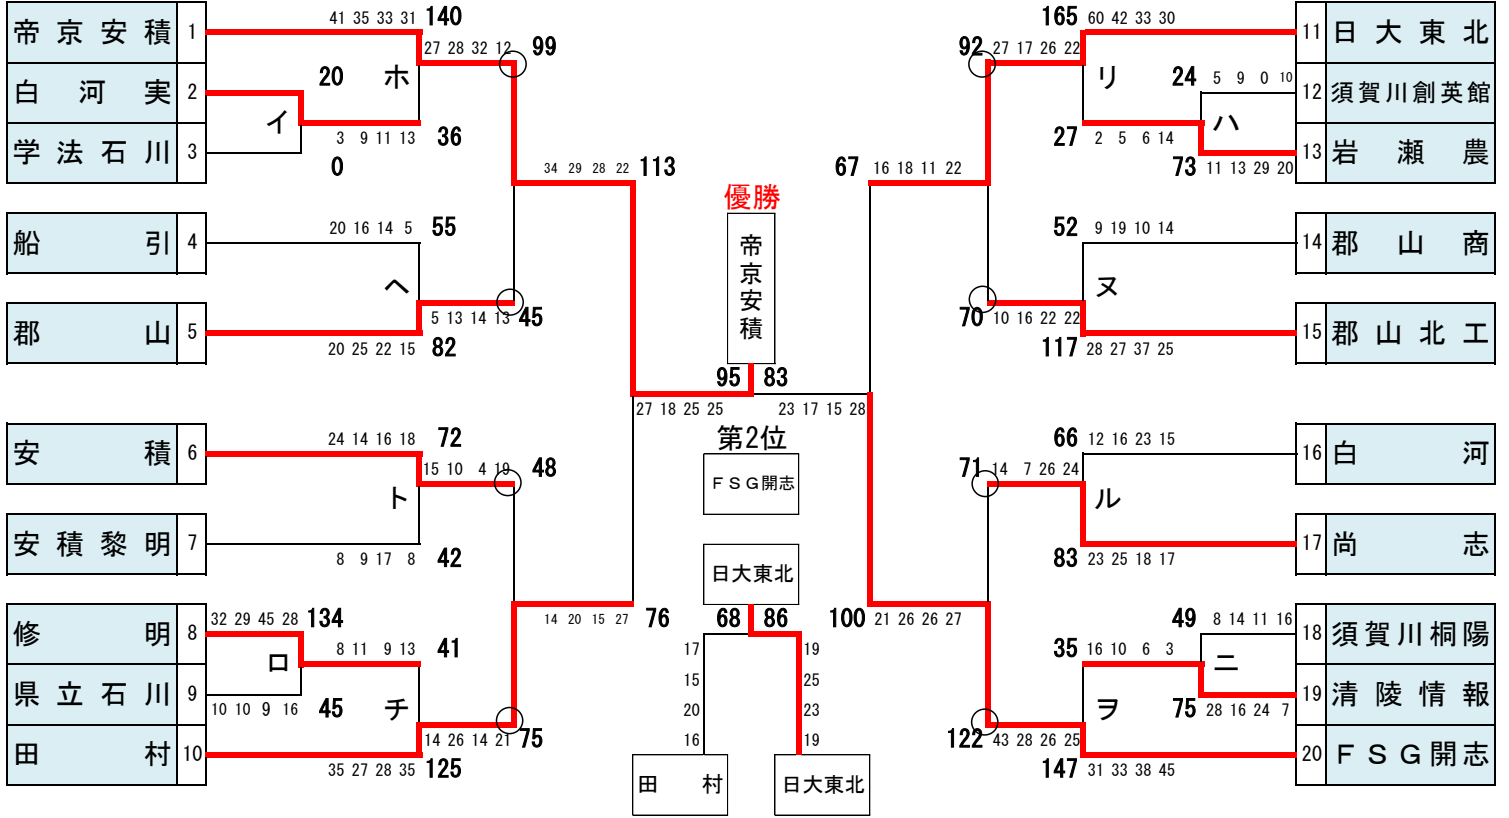 帝京安積 1
白河実 2
学法石川 3
船引 4
郡山 5
安積 6
安積黎明 7
修明 8
県立石川 9
田村 10
41 35 33 31 140
27 28 32 12 99
20 ホ
イ
3 9 11 13 36
0
34 29 28 22 113
20 16 14 5 55
ヘ
5 13 14 13 45
20 25 22 15 82
24 14 16 18 72
15 10 4 19 48
ト
8 9 17 8 42
32 29 45 28 134
8 11 9 13 41
ロ
10 10 9 16 45
チ
14 26 14 21 75
35 27 28 35 125
14 20 15 27 76
優勝
帝京安積
95 83
27 18 25 25
23 17 15 28
第2位
ＦＳＧ開志
日大東北
68 86
17 19
15 25
20 23
16 19
田村
日大東北
165 60 42 33 30
92 27 17 26 22
リ
24 5 9 0 10
ハ
27 2 5 6 14
73 11 13 29 20
67 16 18 11 22
52 9 19 10 14
ヌ
70 10 16 22 22
117 28 27 37 25
66 12 16 23 15
71 14 7 26 24
ル
83 23 25 18 17
100 21 26 26 27
49 8 14 11 16
35 16 10 6 3
ニ
75 28 16 24 7
ヲ
122 43 28 26 25
147 31 33 38 45
11 日大東北
12 須賀川創英館
13 岩瀬農
14 郡山商
15 郡山北工
16 白河
17 尚志
18 須賀川桐陽
19 清陵情報
20 ＦＳＧ開志